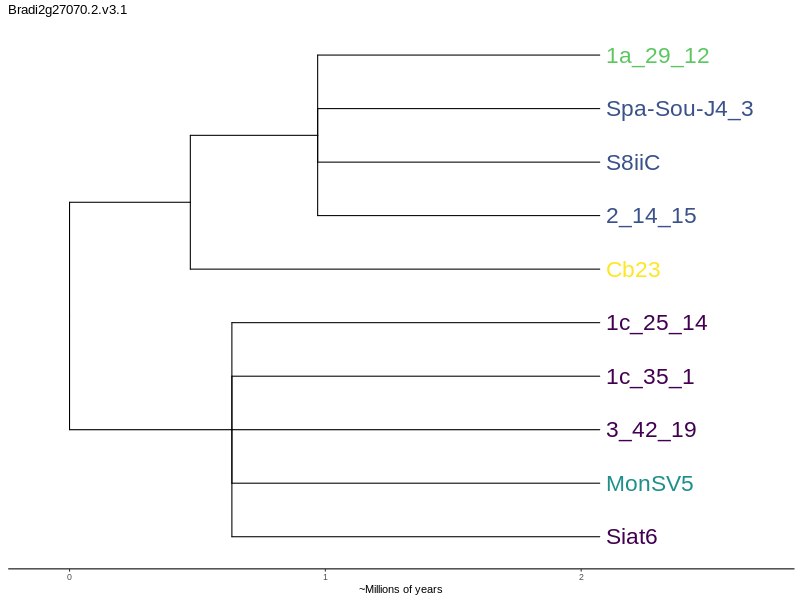 Bradi2g27070.2.v3.1
1a_29_12
Spa-Sou-J4_3
S8iiC
2_14_15
Cb23
1c_25_14
1c_35_1
3_42_19
MonSV5
Siat6
0 1 2
~Millions of years